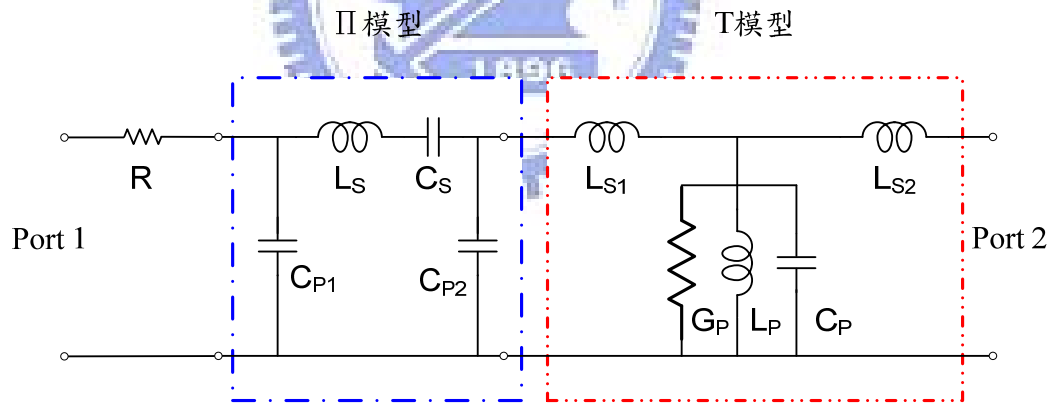 Π模型
T模型
1896
R
LS
CS
LS1
LS2
Port 1
CP1
CP2
GP
LP
CP
Port 2